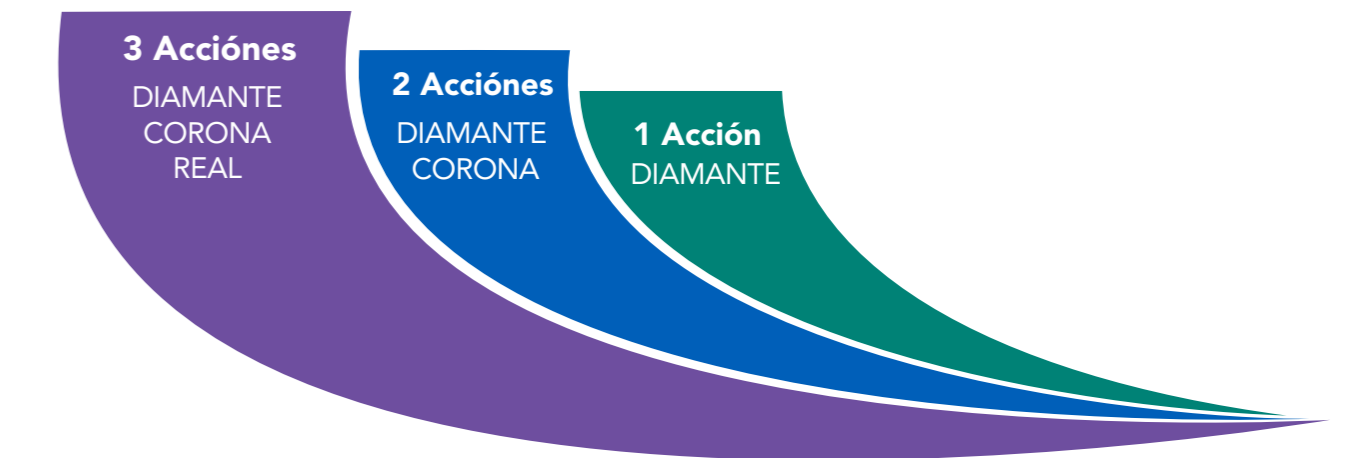 3 Acciónes
DIAMANTE
CORONA
REAL
2 Acciónes
DIAMANTE
CORONA
1 Acción
DIAMANTE